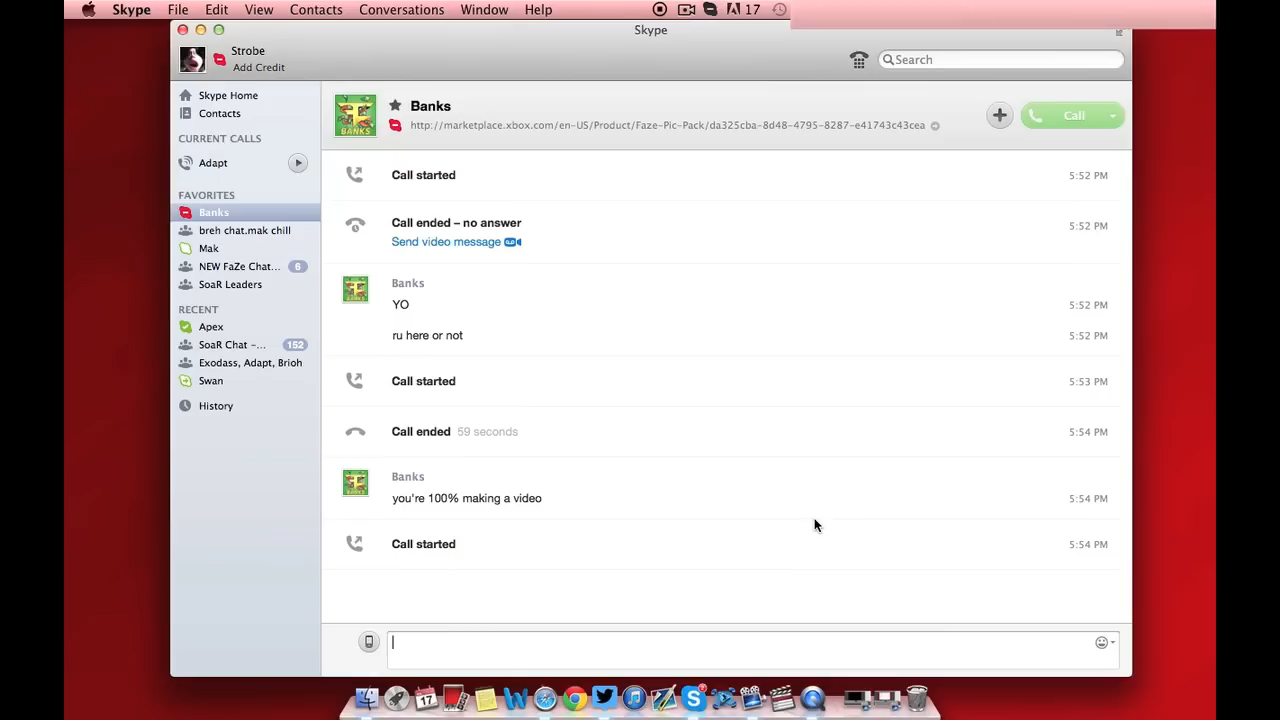 Skype File Edit View Contacts Conversations Window Help 17
Skype
Strobe
Add Credit
Search
Skype Home
Contacts
CURRENT CALLS
Adapt
FAVORITES
Banks
breh chat.mak chill
Mak
NEW FaZe Chat... 6
SoaR Leaders
RECENT
Apex
SoaR Chat –... 152
Exodass, Adapt, Brioh
Swan
History
BANKS
Banks
http://marketplace.xbox.com/en-US/Product/Faze-Pic-Pack/da325cba-8d48-4795-8287-e41743c43cea
Call
Call started 5:52 PM
Call ended – no answer 5:52 PM
Send video message
Banks
YO 5:52 PM
ru here or not 5:52 PM
Call started 5:53 PM
Call ended 59 seconds 5:54 PM
Banks
you're 100% making a video 5:54 PM
Call started 5:54 PM
17